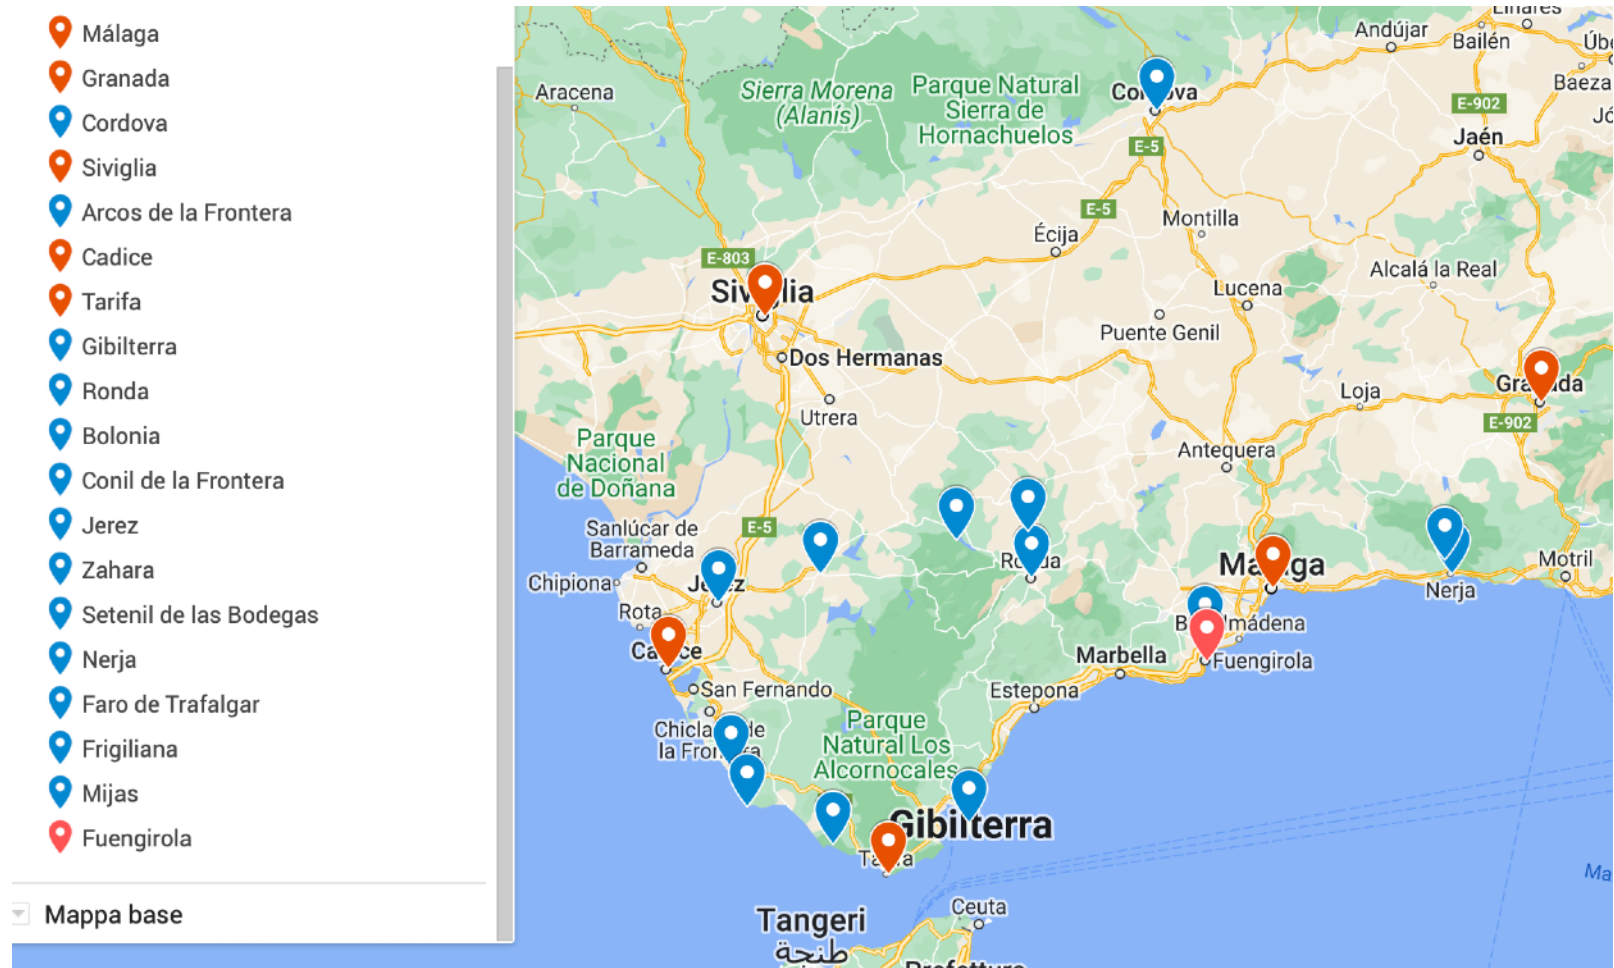 Málaga
Granada
Cordova
Siviglia
Arcos de la Frontera
Cadice
Tarifa
Gibilterra
Ronda
Bolonia
Conil de la Frontera
Jerez
Zahara
Setenil de las Bodegas
Nerja
Faro de Trafalgar
Frigiliana
Mijas
Fuengirola
Mappa base
Linares
Andújar
Bailén
Aracena
Sierra Morena
(Alanís)
Parque Natural
Sierra de
Hornachuelos
Baeza
E-902
Jaén
E-5
E-5
Montilla
Écija
E-803
Alcalá la Real
Lucena
Puente Genil
Dos Hermanas
Loja
Utrera
E-902
Parque
Nacional
de Doñana
Antequera
Sanlúcar de
Barrameda
E-5
Chipiona
Motril
Nerja
Rota
Fuengirola
Marbella
San Fernando
Estepona
Parque
Natural Los
Alcornocales
Gibilterra
Ceuta
Tangeri
طنجة